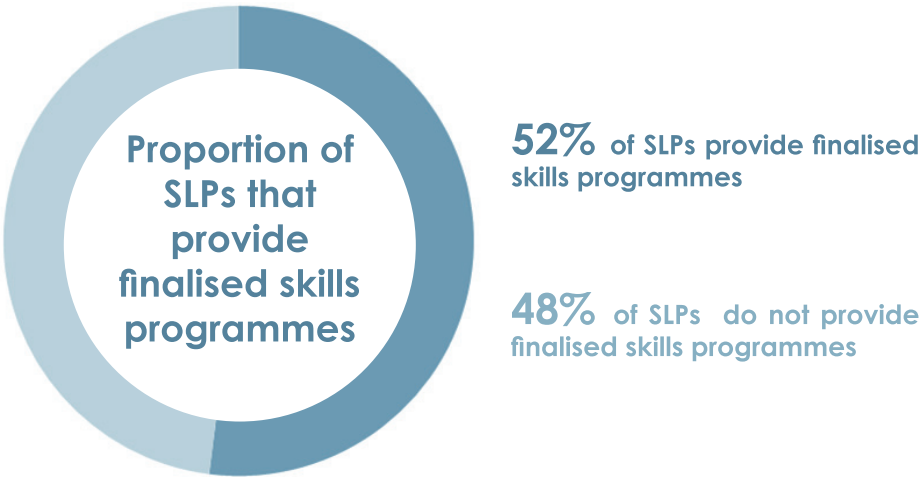 Proportion of
SLPs that
provide
finalised skills
programmes
52% of SLPs provide finalised
skills programmes
48% of SLPs do not provide
finalised skills programmes